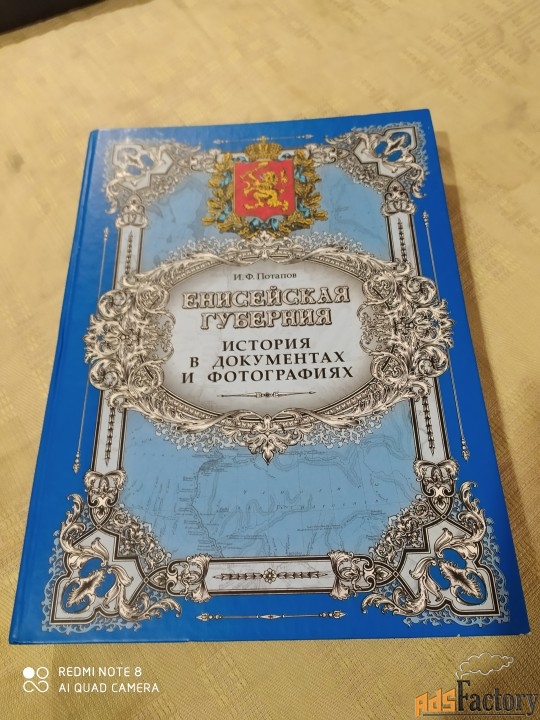 И. Ф. Потапов
ЕНИСЕЙСКАЯ
ГУБЕРНИЯ
ИСТОРИЯ
В ДОКУМЕНТАХ
И ФОТОГРАФИЯХ
REDMI NOTE 8
AI QUAD CAMERA
AdsFactory